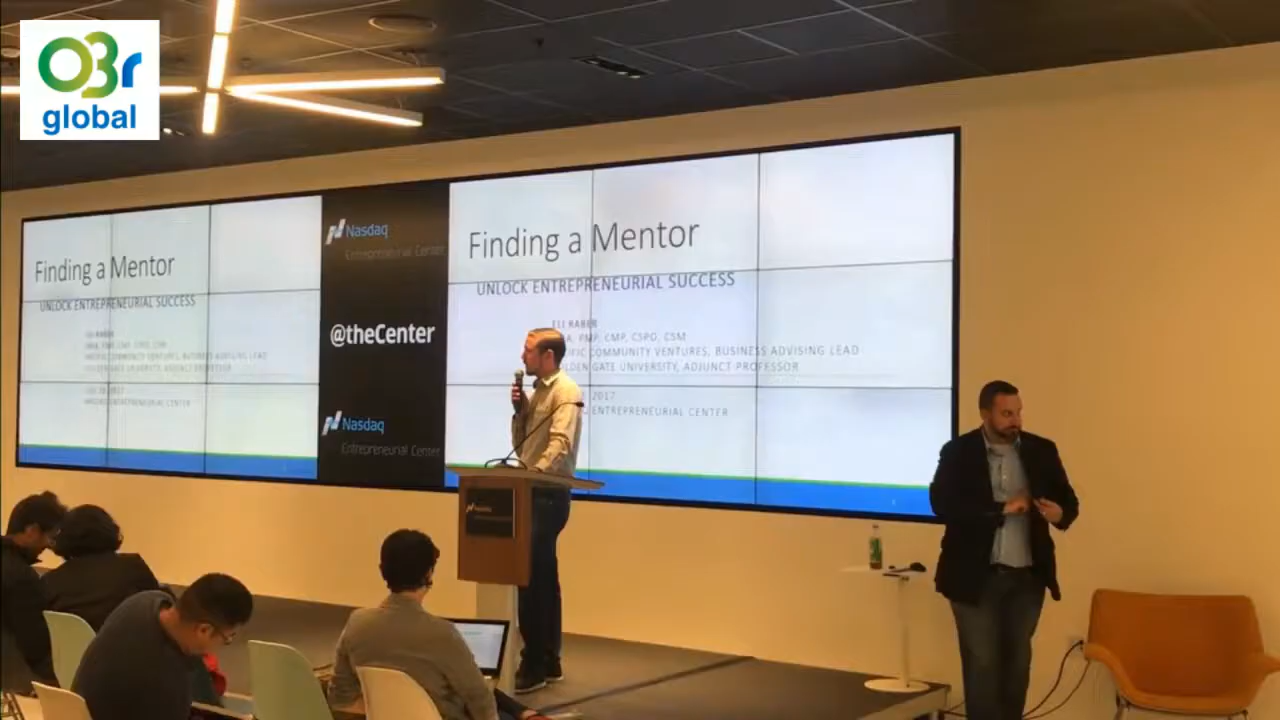 O3r
global
Finding a Mentor
UNLOCK ENTREPRENEURIAL SUCCESS
Nasdaq
Entrepreneurial Center
@theCenter
Nasdaq
Entrepreneurial Center
Finding a Mentor
UNLOCK ENTREPRENEURIAL SUCCESS
ELI RABER
PMP, CMP, CSPO, CSM
COMMUNITY VENTURES, BUSINESS ADVISING LEAD
GATE UNIVERSITY, ADJUNCT PROFESSOR
2017
ENTREPRENEURIAL CENTER